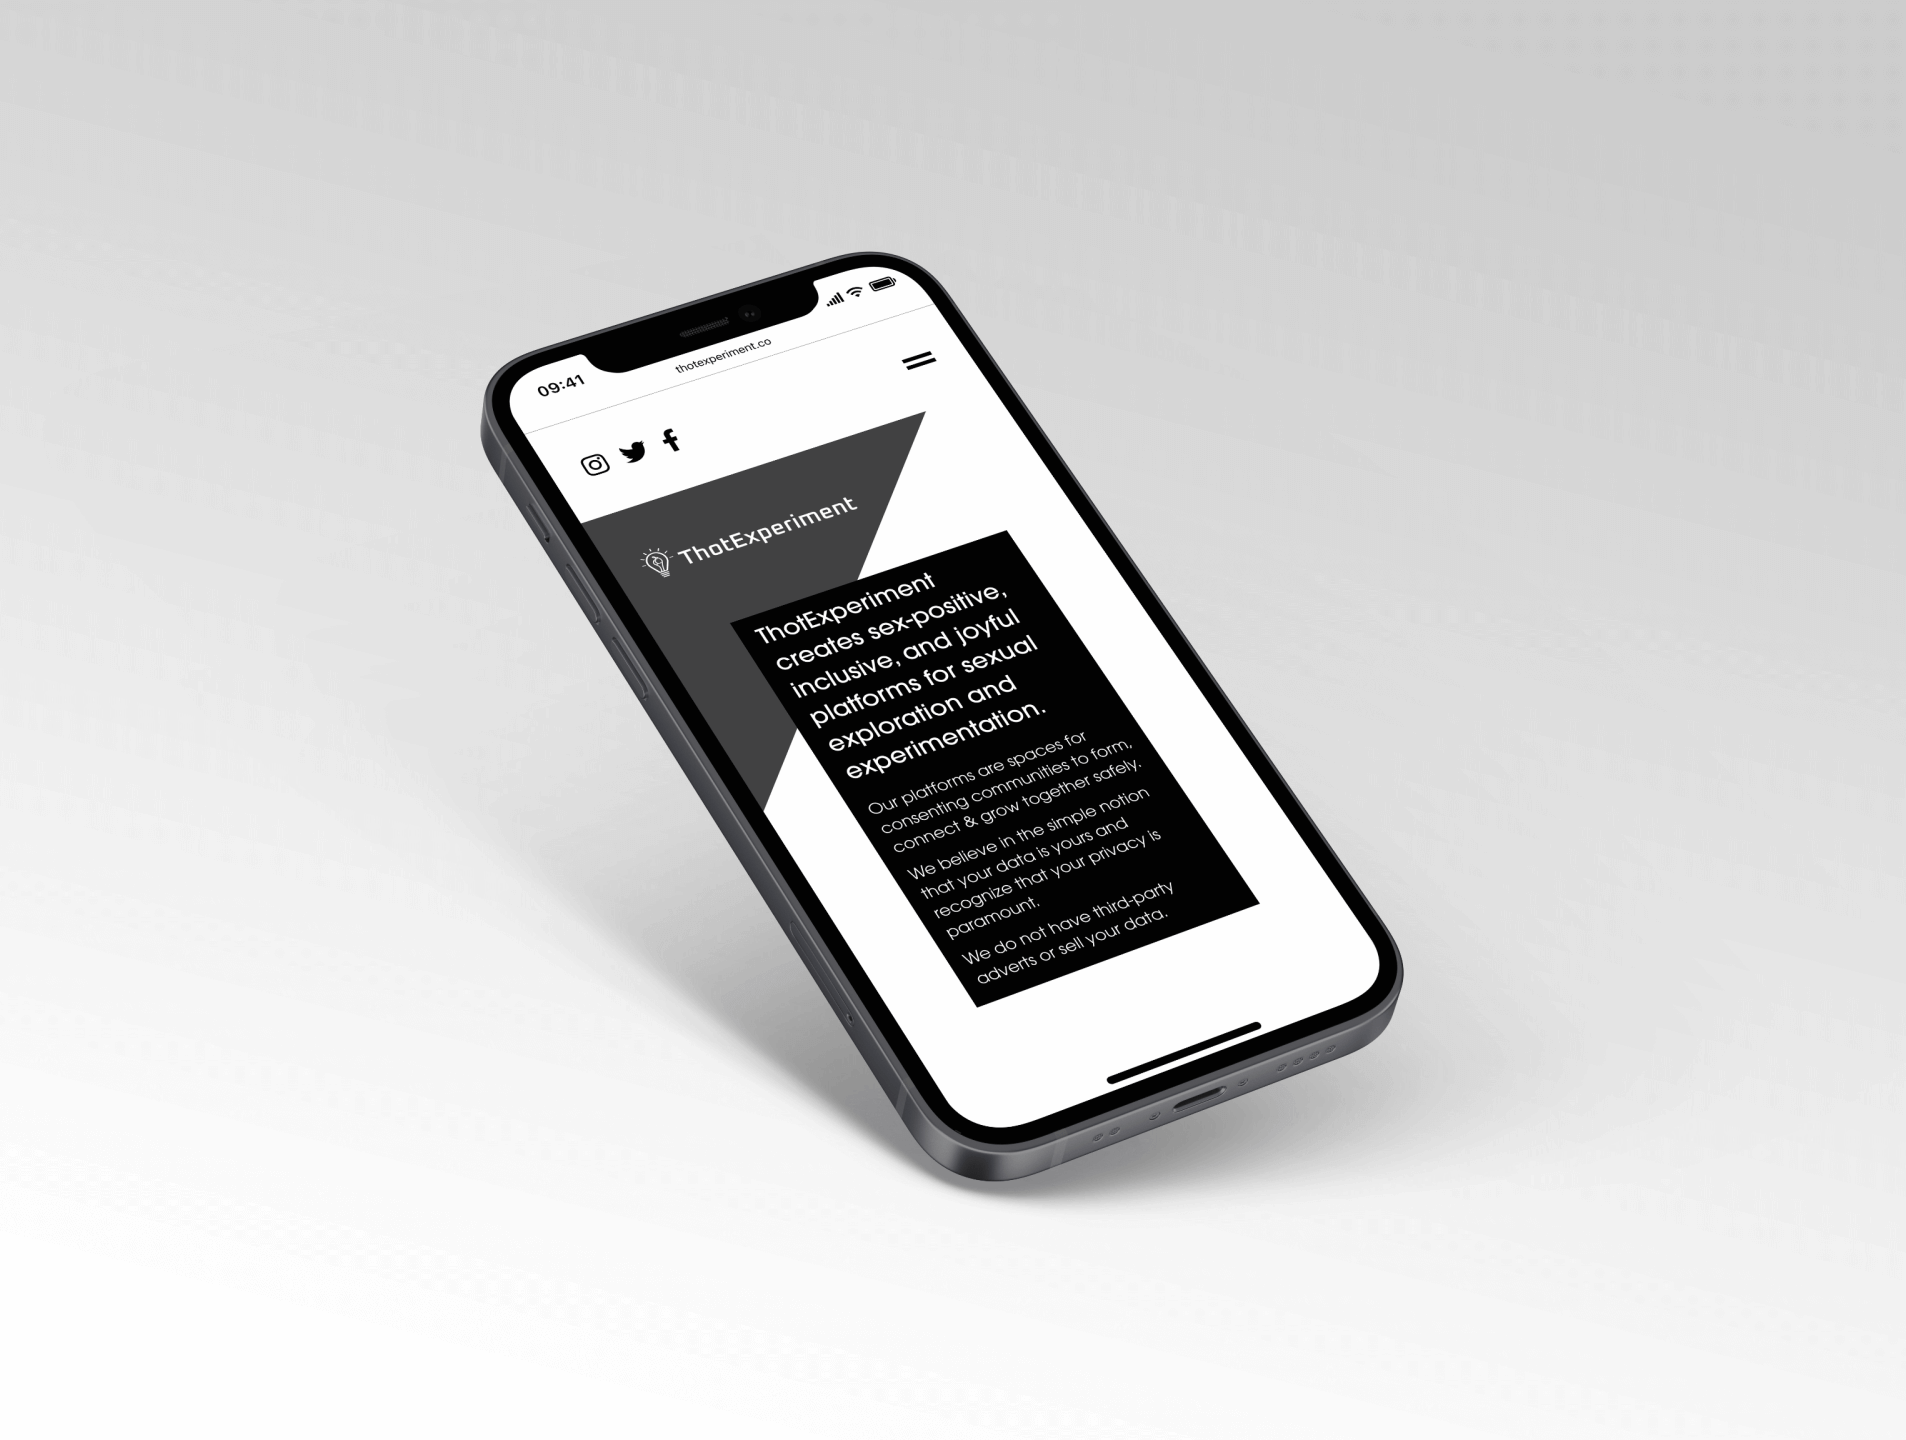 09:41
thotexperiment.co
ThotExperiment
ThotExperiment
creates sex-positive,
inclusive, and joyful
platforms for sexual
exploration and
experimentation.
Our platforms are spaces for
consenting communities to form,
connect & grow together safely.
We believe in the simple notion
that your data is yours and
recognize that your privacy is
paramount.
We do not have third-party
adverts or sell your data.